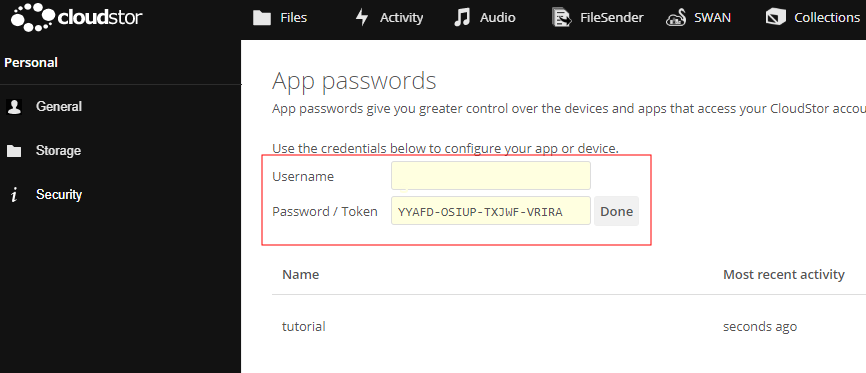 cloudstor
Files
Activity
Audio
FileSender
SWAN
Collections
Personal
General
Storage
Security
App passwords
App passwords give you greater control over the devices and apps that access your CloudStor accou
Use the credentials below to configure your app or device.
Username
Password / Token YYAFD-OSIUP-TXJWF-VRIRA Done
Name Most recent activity
tutorial seconds ago